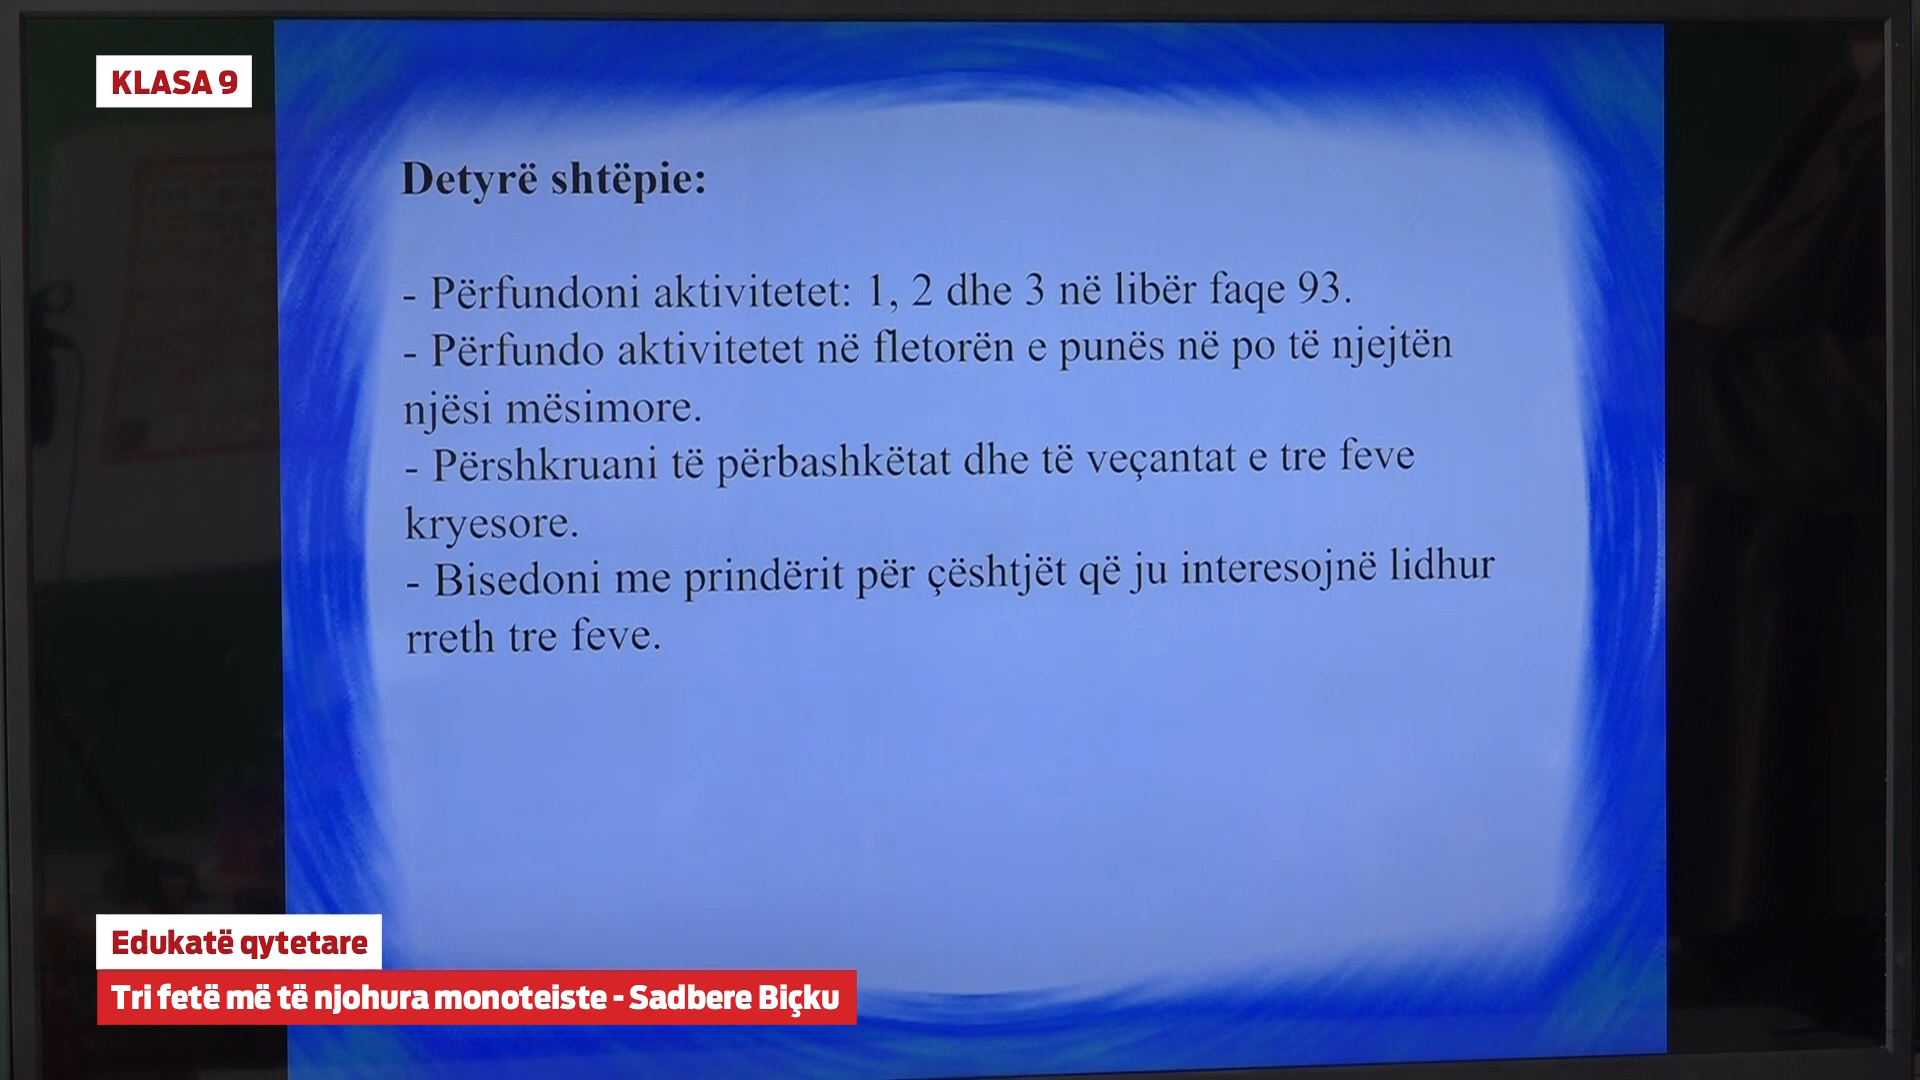 KLASA 9
Detyrë shtëpie:
- Përfundoni aktivitetet: 1, 2 dhe 3 në libër faqe 93.
- Përfundo aktivitetet në fletorën e punës në po të njejtën
njësi mësimore.
- Përshkruani të përbashkëtat dhe të veçantat e tre feve
kryesore.
- Bisedoni me prindërit për çështjët që ju interesojnë lidhur
rreth tre feve.
Edukatë qytetare
Tri fetë më të njohura monoteiste - Sadbere Biçku